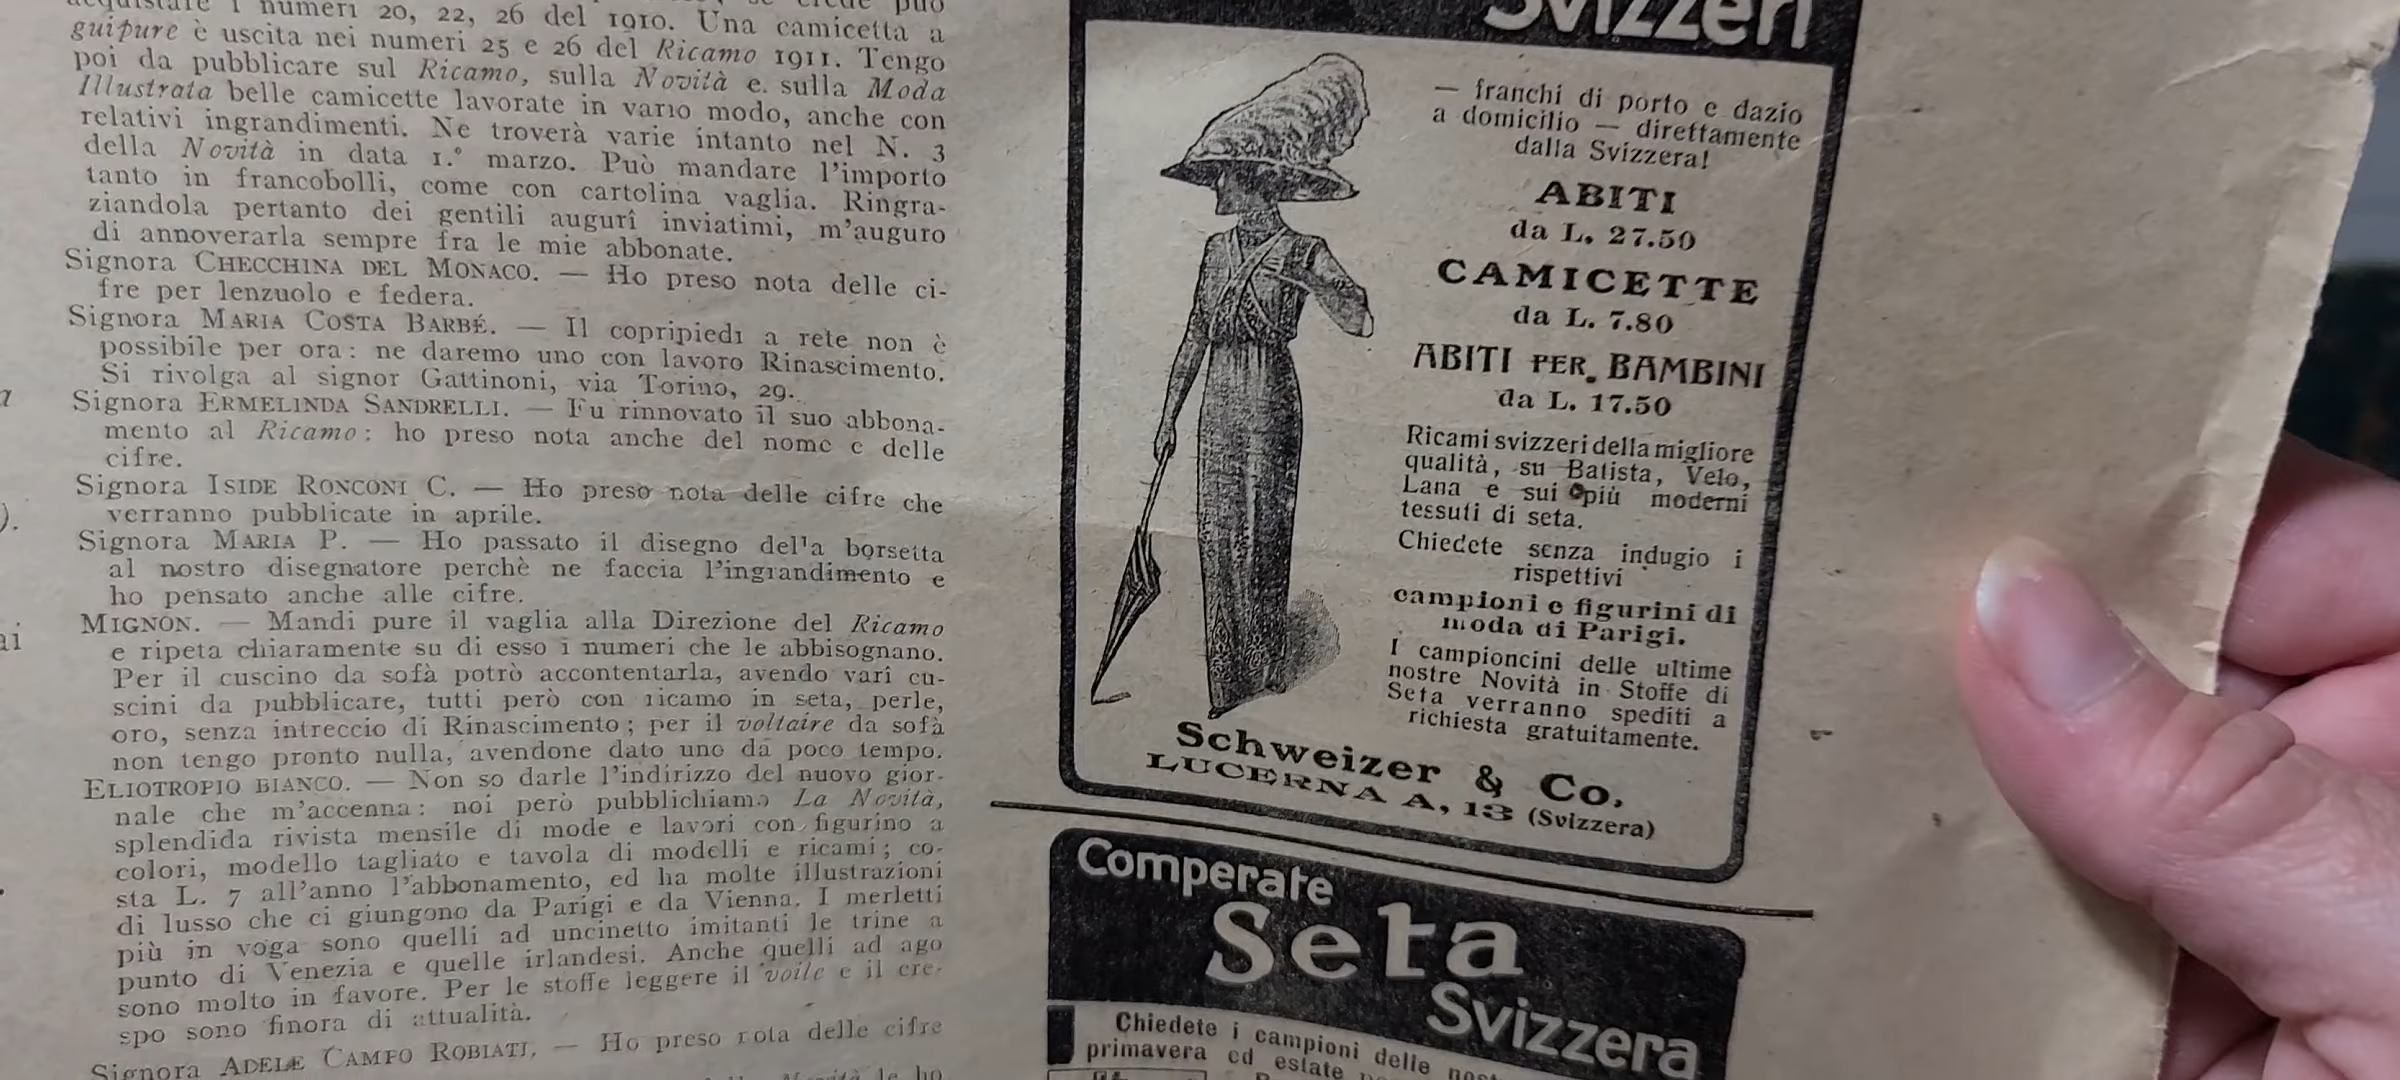 acquistare i numeri 20, 22, 26 del 1910. Una camicetta a
guipure è uscita nei numeri 25 e 26 del Ricamo 1911. Tengo
poi da pubblicare sul Ricamo, sulla Novità e. sulla Moda
Illustrata belle camicette lavorate in vario modo, anche con
relativi ingrandimenti. Ne troverà varie intanto nel N. 3
della Novità in data 1.° marzo. Può mandare l'importo
tanto in francobolli, come con cartolina vaglia. Ringra-
ziandola pertanto dei gentili augurî inviatimi, m'auguro
di annoverarla sempre fra le mie abbonate.
Signora CHECCHINA DEL MONACO. — Ho preso nota delle ci-
fre per lenzuolo e federa.
Signora MARIA COSTA BARBÉ. — Il copripiedi a rete non è
possibile per ora: ne daremo uno con lavoro Rinascimento.
Si rivolga al signor Gattinoni, via Torino, 29.
Signora ERMELINDA SANDRELLI. — Fu rinnovato il suo abbona-
mento al Ricamo: ho preso nota anche del nome e delle
cifre.
Signora ISIDE RONCONI C. — Ho preso nota delle cifre che
verranno pubblicate in aprile.
Signora MARIA P. — Ho passato il disegno del'a borsetta
al nostro disegnatore perchè ne faccia l'ingrandimento e
ho pensato anche alle cifre.
MIGNON. — Mandi pure il vaglia alla Direzione del Ricamo
e ripeta chiaramente su di esso i numeri che le abbisognano.
Per il cuscino da sofà potrò accontentarla, avendo varî cu-
scini da pubblicare, tutti però con ricamo in seta, perle,
oro, senza intreccio di Rinascimento; per il voltaire da sofà
non tengo pronto nulla, avendone dato uno da poco tempo.
ELIOTROPIO BIANCO. — Non so darle l'indirizzo del nuovo gior-
nale che m'accenna: noi però pubblichiamo La Novità,
splendida rivista mensile di mode e lavori con figurino a
colori, modello tagliato e tavola di modelli e ricami; co-
sta L. 7 all'anno l'abbonamento, ed ha molte illustrazioni
di lusso che ci giungono da Parigi e da Vienna. I merletti
più in voga sono quelli ad uncinetto imitanti le trine a
punto di Venezia e quelle irlandesi. Anche quelli ad ago
sono molto in favore. Per le stoffe leggere il voile e il cre-
spo sono finora di attualità.
Signora ADELE CAMPO ROBIATI. — Ho preso nota delle cifre
le ho
Svizzeri
— franchi di porto e dazio
a domicilio — direttamente
dalla Svizzera!
ABITI
da L. 27.50
CAMICETTE
da L. 7.80
ABITI PER BAMBINI
da L. 17.50
Ricami svizzeri della migliore
qualità, su Batista, Velo,
Lana e sui più moderni
tessuti di seta.
Chiedete senza indugio i
rispettivi
campioni e figurini di
moda di Parigi.
I campioncini delle ultime
nostre Novità in Stoffe di
Seta verranno spediti a
richiesta gratuitamente.
Schweizer & Co.
LUCERNA A, 13 (Svizzera)
Comperate
Seta
Svizzera
Chiedete i campioni delle
primavera ed estate